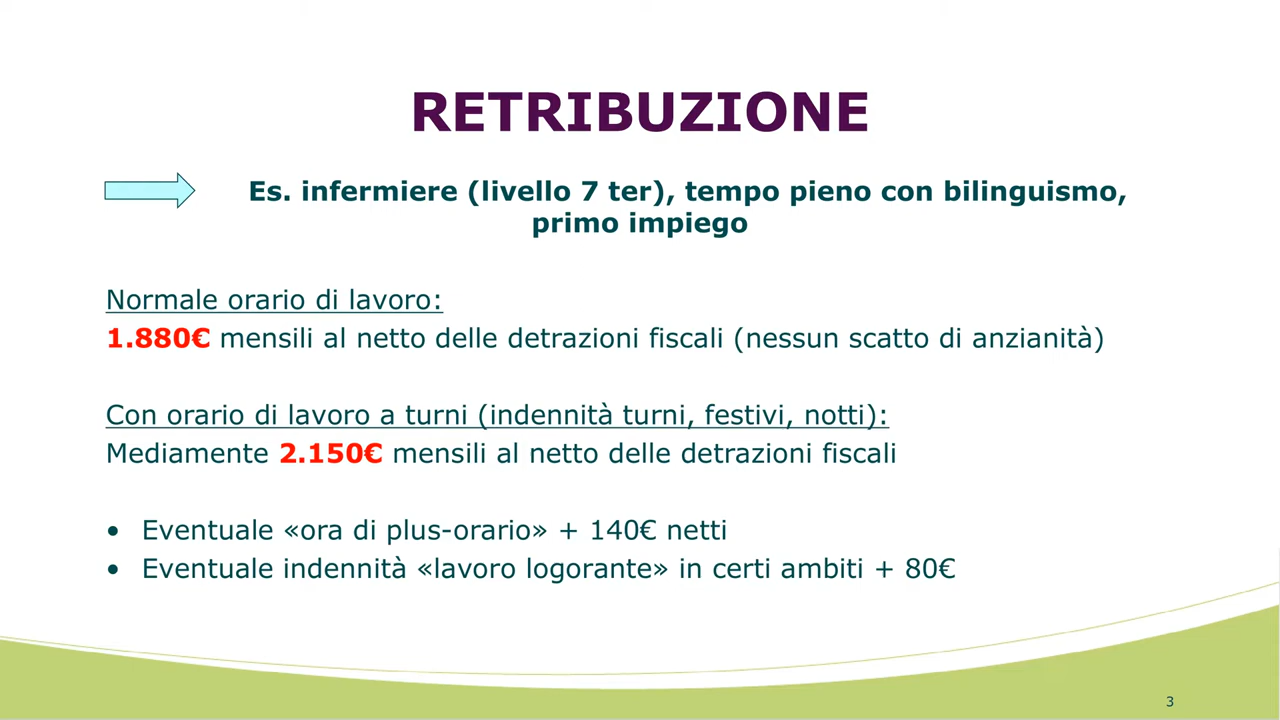 RETRIBUZIONE
Es. infermiere (livello 7 ter), tempo pieno con bilinguismo,
primo impiego
Normale orario di lavoro:
1.880€ mensili al netto delle detrazioni fiscali (nessun scatto di anzianità)
Con orario di lavoro a turni (indennità turni, festivi, notti):
Mediamente 2.150€ mensili al netto delle detrazioni fiscali
• Eventuale «ora di plus-orario» + 140€ netti
• Eventuale indennità «lavoro logorante» in certi ambiti + 80€
3